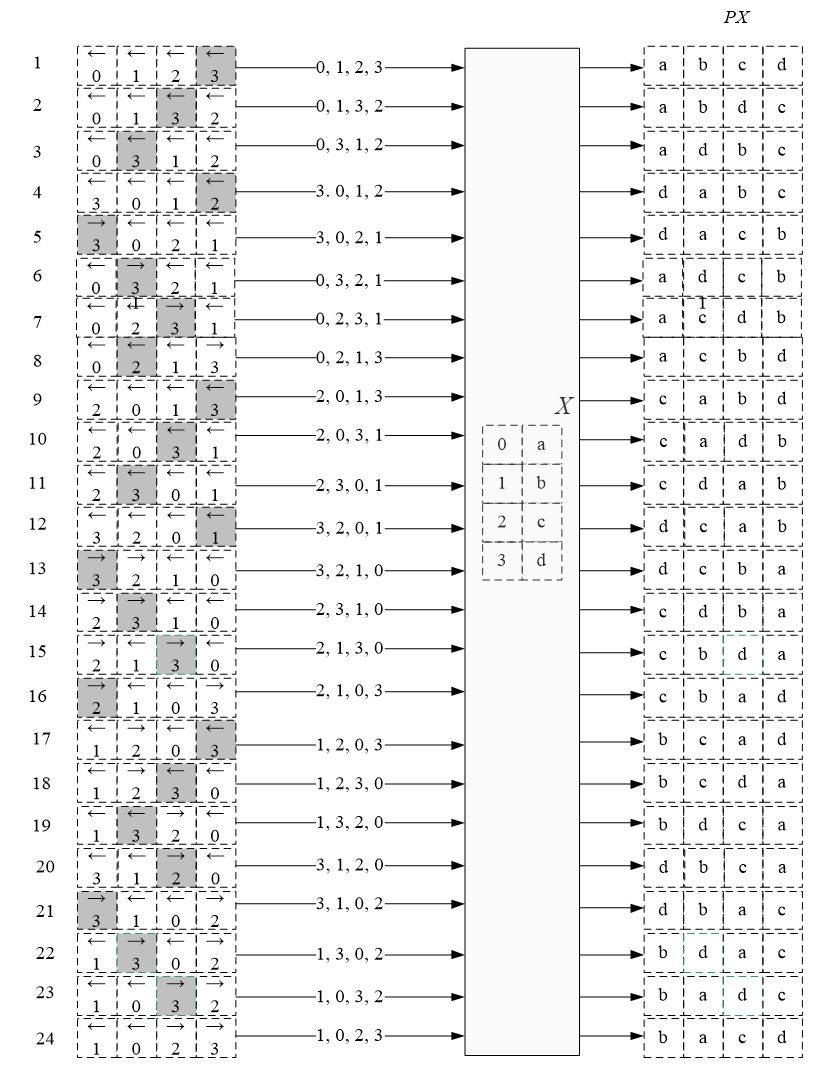 PX
1 ← ← ← ← 0 1 2 3 0, 1, 2, 3 a b c d
2 ← ← ← ← 0 1 3 2 0, 1, 3, 2 a b d c
3 ← ← ← ← 0 3 1 2 0, 3, 1, 2 a d b c
4 ← ← ← ← 3 0 1 2 3. 0, 1, 2 d a b c
5 → ← ← ← 3 0 2 1 3, 0, 2, 1 d a c b
6 ← → ← ← 0 3 2 1 0, 3, 2, 1 a d c b
1 1
7 ← ← → ← 0 2 3 1 0, 2, 3, 1 a c d b
8 ← ← ← → 0 2 1 3 0, 2, 1, 3 a c b d
9 ← ← ← ← 2 0 1 3 2, 0, 1, 3 X c a b d
10 ← ← ← ← 2 0 3 1 2, 0, 3, 1 0 a c a d b
11 ← ← ← ← 2 3 0 1 2, 3, 0, 1 1 b c d a b
12 ← ← ← ← 3 2 0 1 3, 2, 0, 1 2 c d c a b
13 → → ← ← 3 2 1 0 3, 2, 1, 0 3 d d c b a
14 → → ← ← 2 3 1 0 2, 3, 1, 0 c d b a
15 → ← → ← 2 1 3 0 2, 1, 3, 0 c b d a
16 → ← ← → 2 1 0 3 2, 1, 0, 3 c b a d
17 ← → ← ← 1 2 0 3 1, 2, 0, 3 b c a d
18 ← → ← ← 1 2 3 0 1, 2, 3, 0 b c d a
19 ← ← → ← 1 3 2 0 1, 3, 2, 0 b d c a
20 ← ← → ← 3 1 2 0 3, 1, 2, 0 d b c a
21 → ← ← → 3 1 0 2 3, 1, 0, 2 d b a c
22 ← → ← → 1 3 0 2 1, 3, 0, 2 b d a c
23 ← ← → → 1 0 3 2 1, 0, 3, 2 b a d c
24 ← ← → → 1 0 2 3 1, 0, 2, 3 b a c d